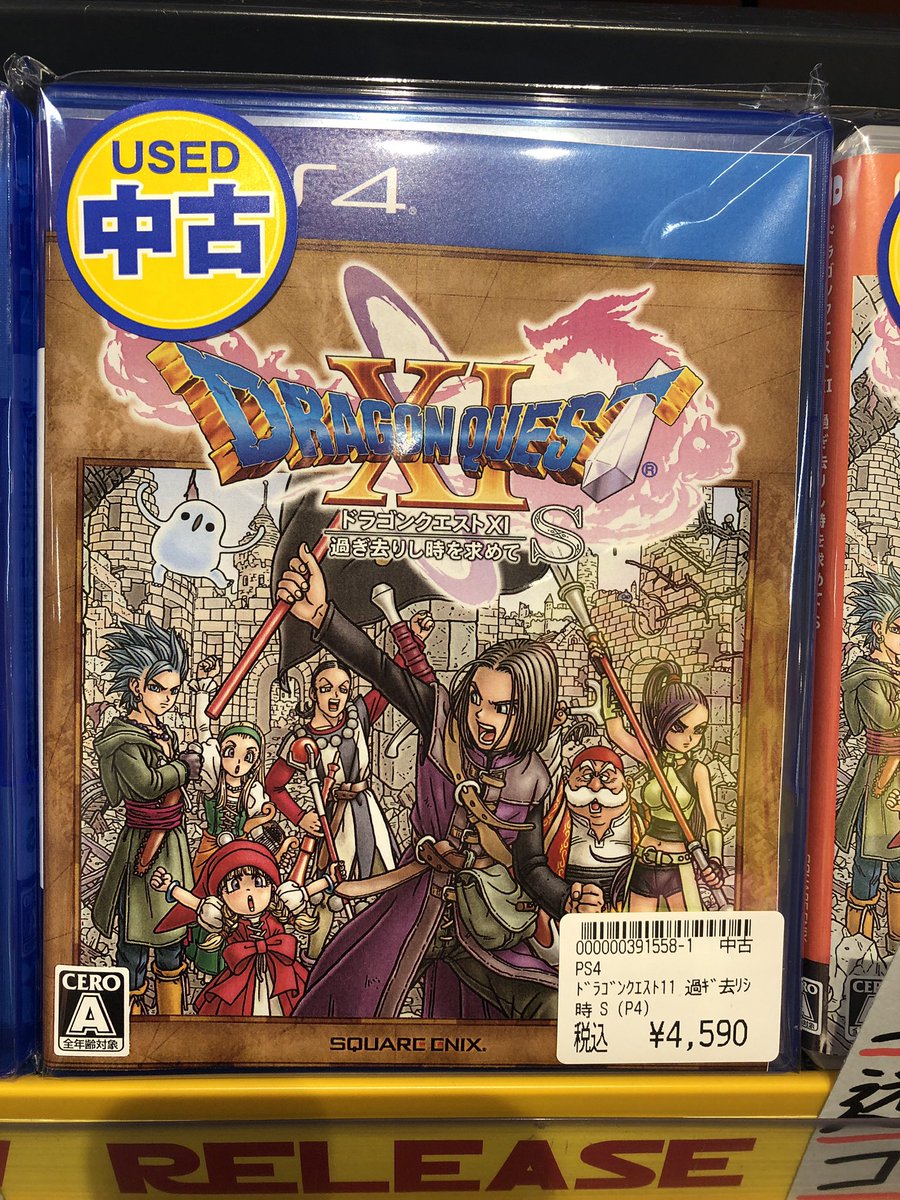 USED
中古
PS4
DRAGON QUEST
XI
ドラゴンクエストXI
過ぎ去りし時を求めて S
000000391558-1 中古
PS4
ﾄﾞﾗｺﾞﾝｸｴｽﾄ11 過ｷﾞ去ﾘｼ
時 S (P4)
税込 ¥4,590
CERO
A
全年齢対象
SQUARE ENIX.
CERO
A
RELEASE